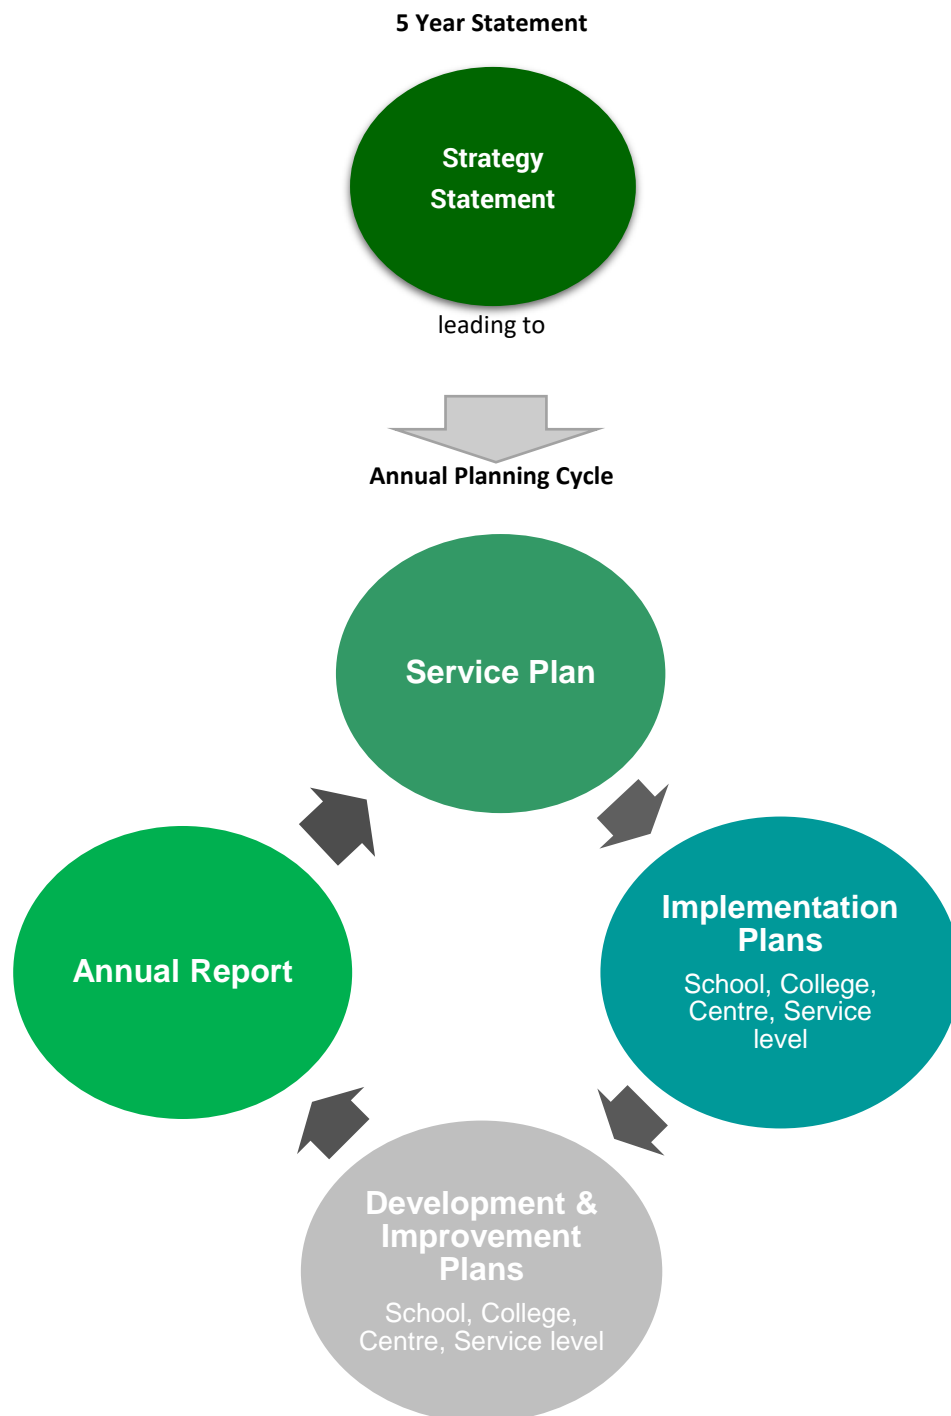 5 Year Statement
Strategy
Statement
leading to
Annual Planning Cycle
Service Plan
Implementation
Plans
School, College,
Centre, Service
level
Annual Report
Development &
Improvement
Plans
School, College,
Centre, Service level